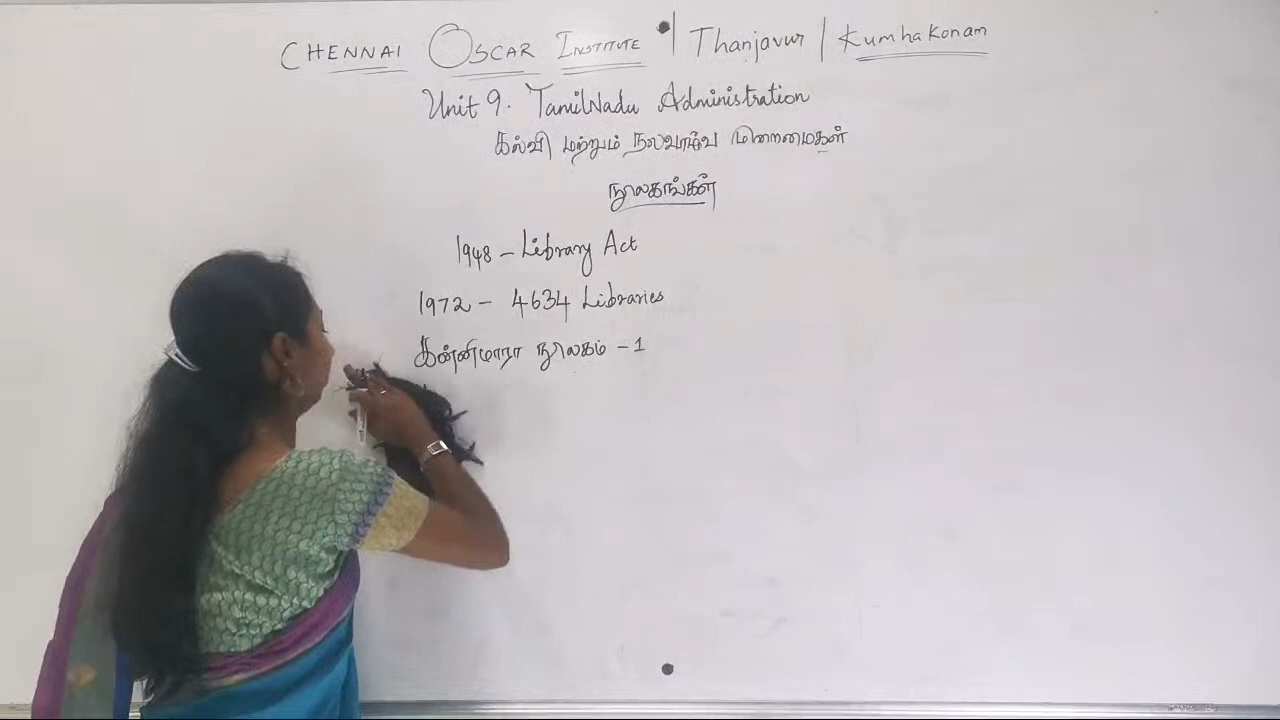 CHENNAI OSCAR INSTITUTE | Thanjavur | Kumhakonam
Unit 9. TamilNadu Administration
கல்வி மற்றும் நலவாழ்வு முறைமைகள்
நூலகங்கள்
1948 – Library Act
1972 – 4634 Libraries
கன்னிமாரா நூலகம் – 1